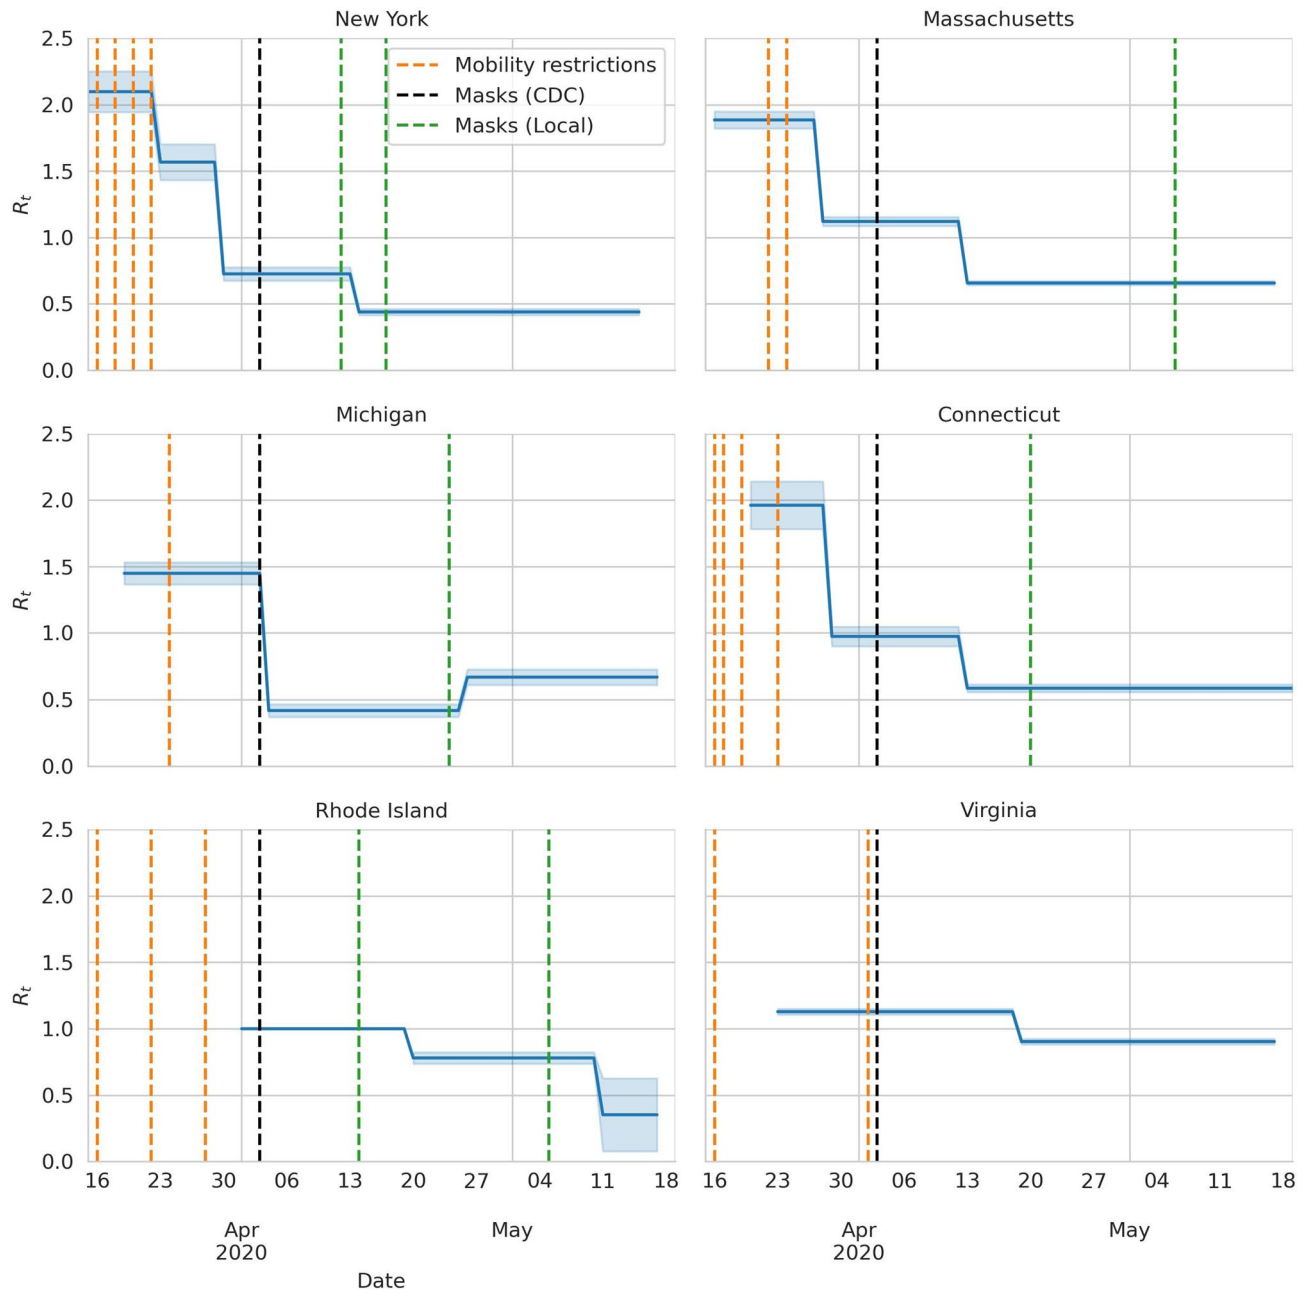 New York
Massachusetts
2.5
2.0
1.5
1.0
0.5
0.0
Rt
Mobility restrictions
Masks (CDC)
Masks (Local)
Michigan
Connecticut
2.5
2.0
1.5
1.0
0.5
0.0
Rt
Rhode Island
Virginia
2.5
2.0
1.5
1.0
0.5
0.0
Rt
16 23 30 06 13 20 27 04 11 18
16 23 30 06 13 20 27 04 11 18
Apr May
2020
Apr May
2020
Date